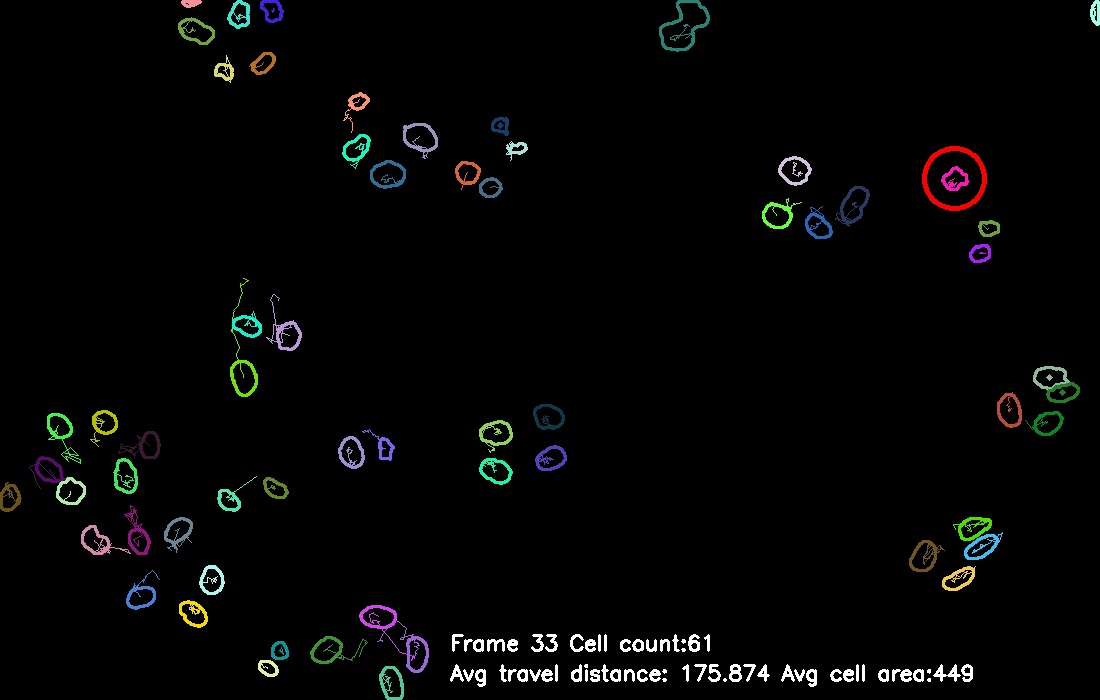 Frame 33 Cell count:61
Avg travel distance: 175.874 Avg cell area:449